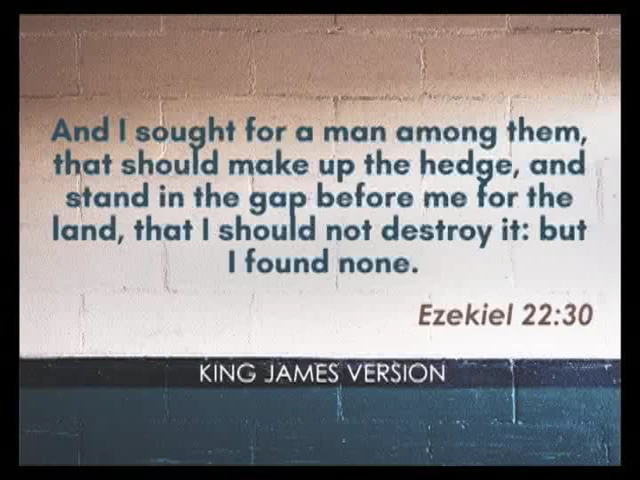 And I sought for a man among them,
that should make up the hedge, and
stand in the gap before me for the
land, that I should not destroy it: but
I found none.
Ezekiel 22:30
KING JAMES VERSION